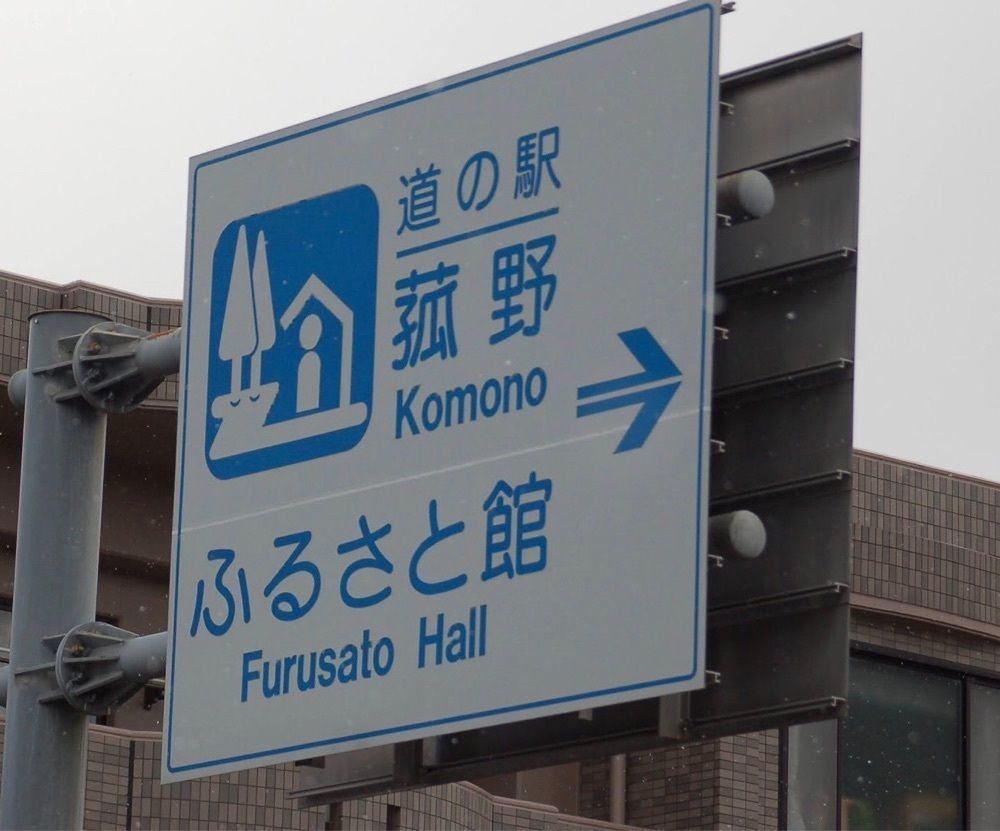 道の駅
菰野
Komono
ふるさと館
Furusato Hall